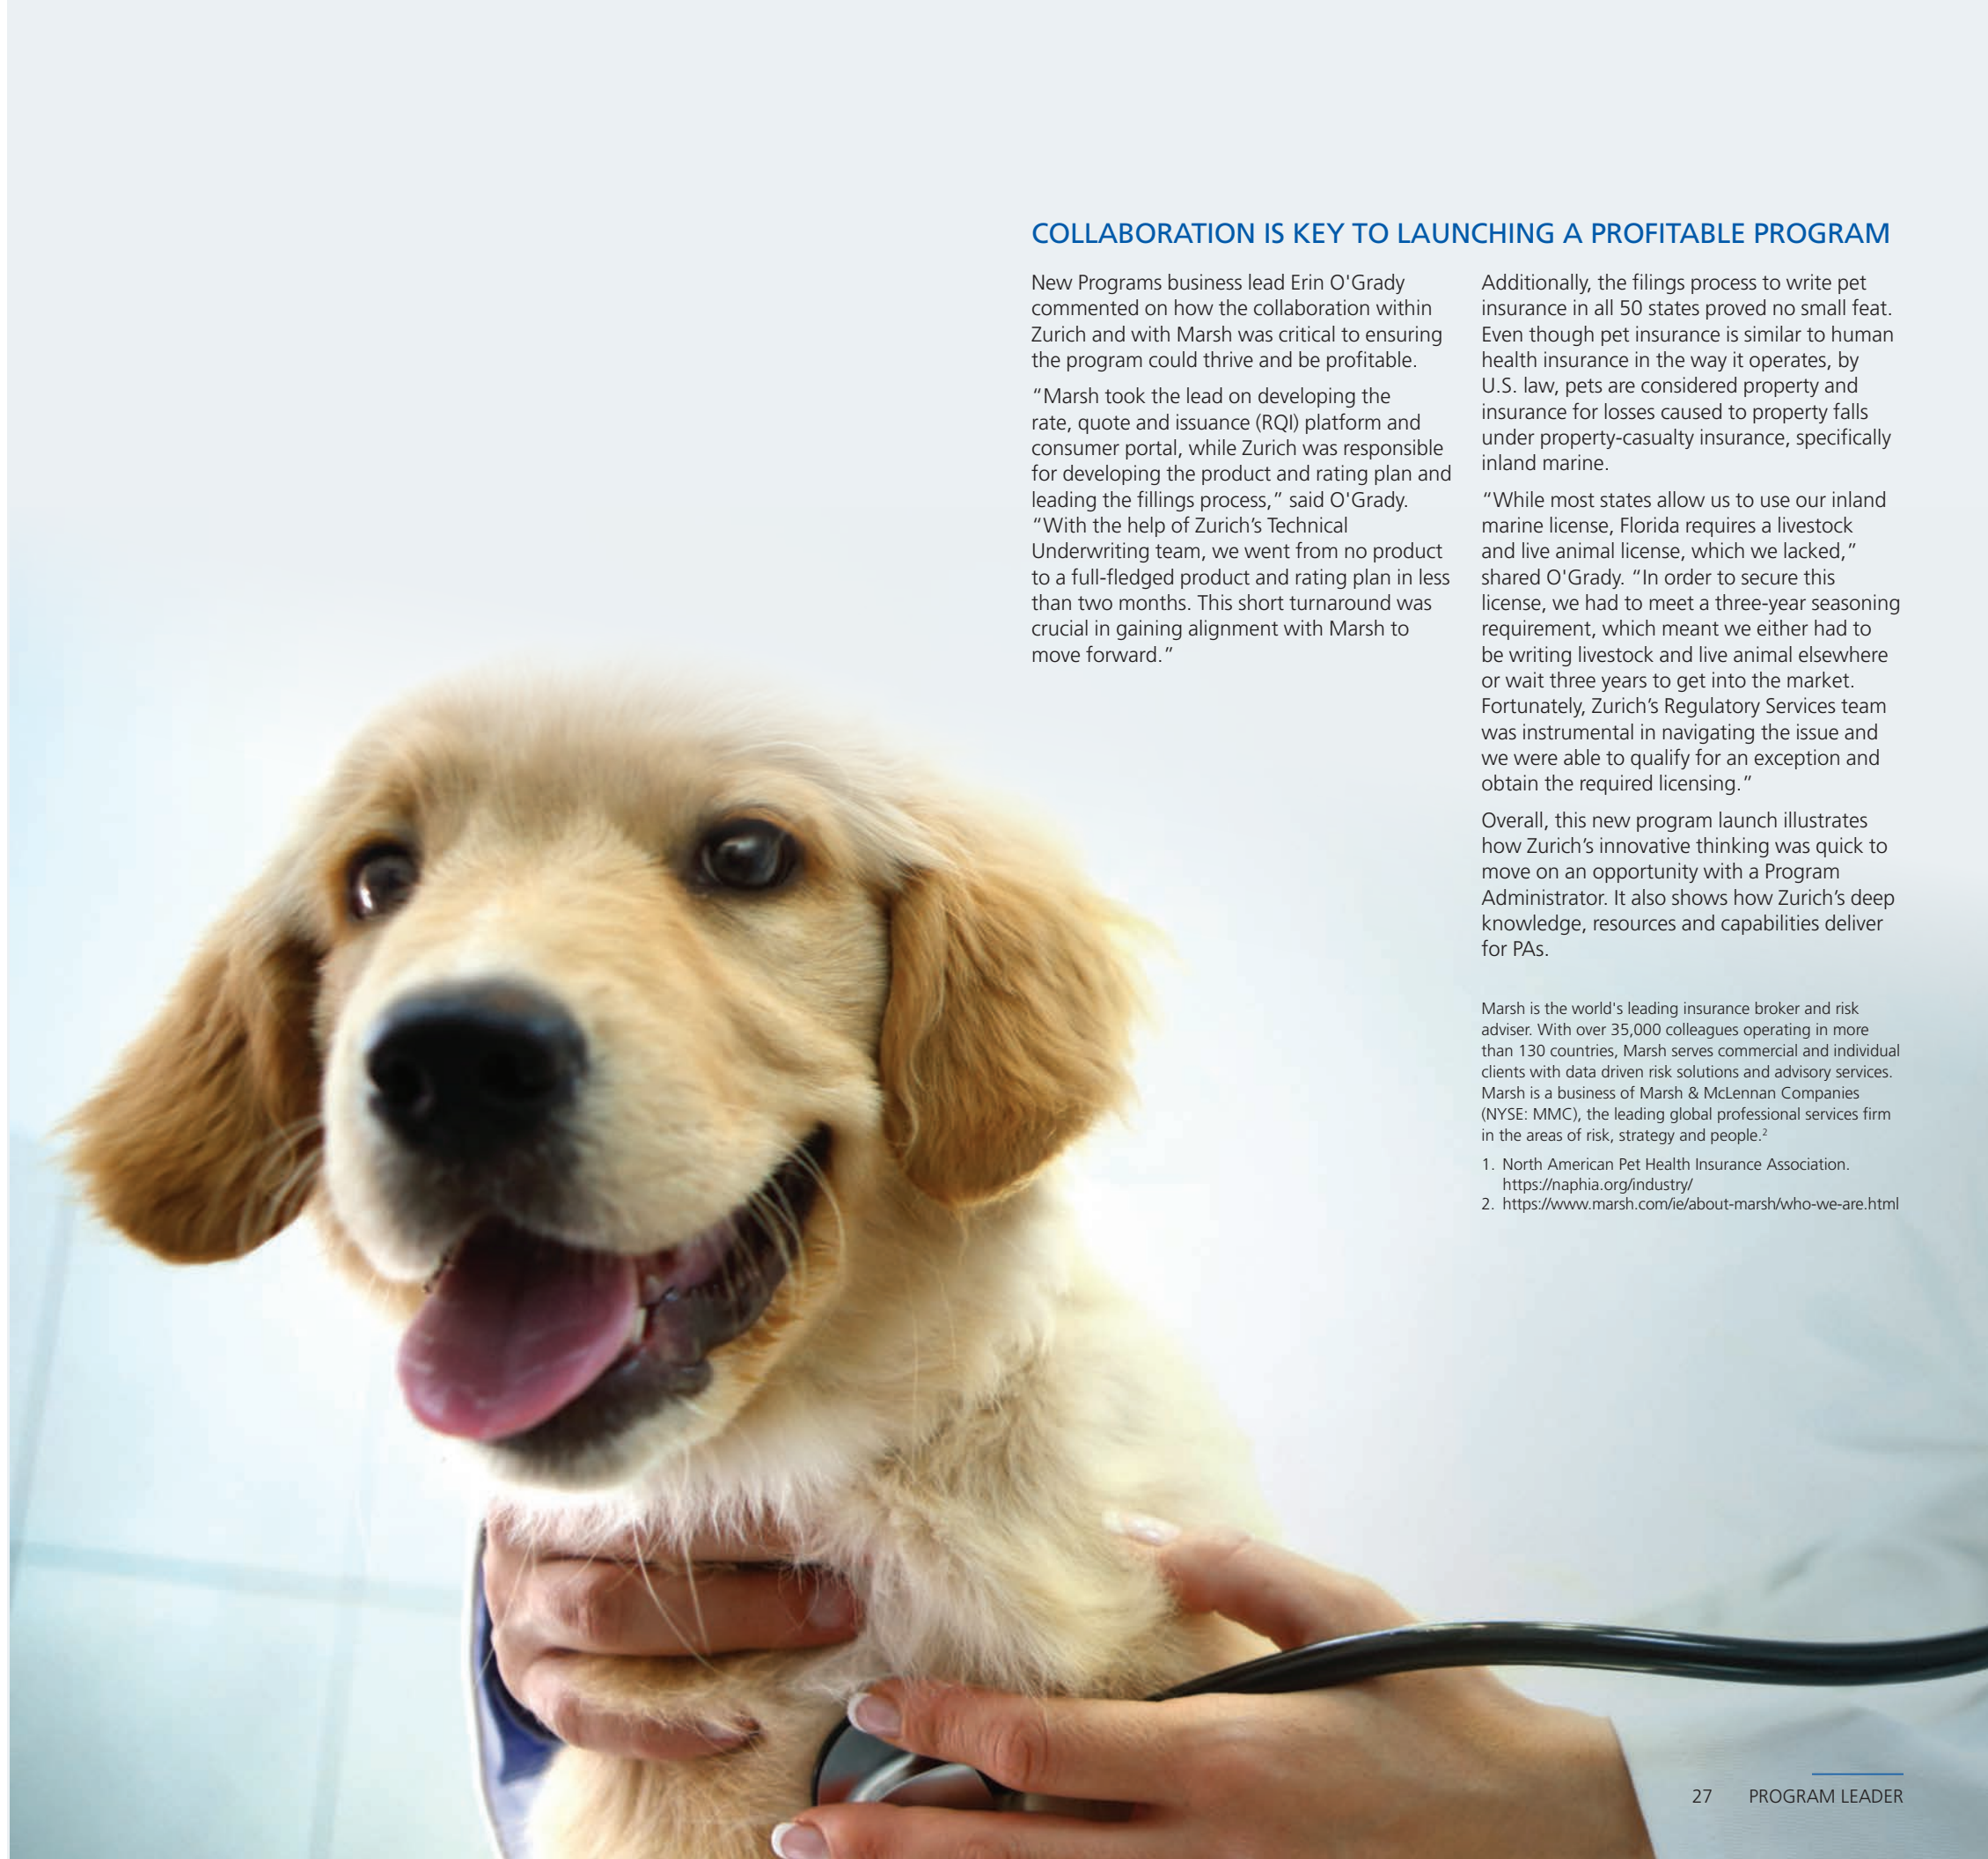 COLLABORATION IS KEY TO LAUNCHING A PROFITABLE PROGRAM
New Programs business lead Erin O'Grady
commented on how the collaboration within
Zurich and with Marsh was critical to ensuring
the program could thrive and be profitable.
“Marsh took the lead on developing the
rate, quote and issuance (RQI) platform and
consumer portal, while Zurich was responsible
for developing the product and rating plan and
leading the fillings process,” said O'Grady.
“With the help of Zurich’s Technical
Underwriting team, we went from no product
to a full-fledged product and rating plan in less
than two months. This short turnaround was
crucial in gaining alignment with Marsh to
move forward.”
Additionally, the filings process to write pet
insurance in all 50 states proved no small feat.
Even though pet insurance is similar to human
health insurance in the way it operates, by
U.S. law, pets are considered property and
insurance for losses caused to property falls
under property-casualty insurance, specifically
inland marine.
“While most states allow us to use our inland
marine license, Florida requires a livestock
and live animal license, which we lacked,”
shared O'Grady. “In order to secure this
license, we had to meet a three-year seasoning
requirement, which meant we either had to
be writing livestock and live animal elsewhere
or wait three years to get into the market.
Fortunately, Zurich’s Regulatory Services team
was instrumental in navigating the issue and
we were able to qualify for an exception and
obtain the required licensing.”
Overall, this new program launch illustrates
how Zurich’s innovative thinking was quick to
move on an opportunity with a Program
Administrator. It also shows how Zurich’s deep
knowledge, resources and capabilities deliver
for PAs.
Marsh is the world's leading insurance broker and risk
adviser. With over 35,000 colleagues operating in more
than 130 countries, Marsh serves commercial and individual
clients with data driven risk solutions and advisory services.
Marsh is a business of Marsh & McLennan Companies
(NYSE: MMC), the leading global professional services firm
in the areas of risk, strategy and people.²
1. North American Pet Health Insurance Association.
https://naphia.org/industry/
2. https://www.marsh.com/ie/about-marsh/who-we-are.html
27 PROGRAM LEADER